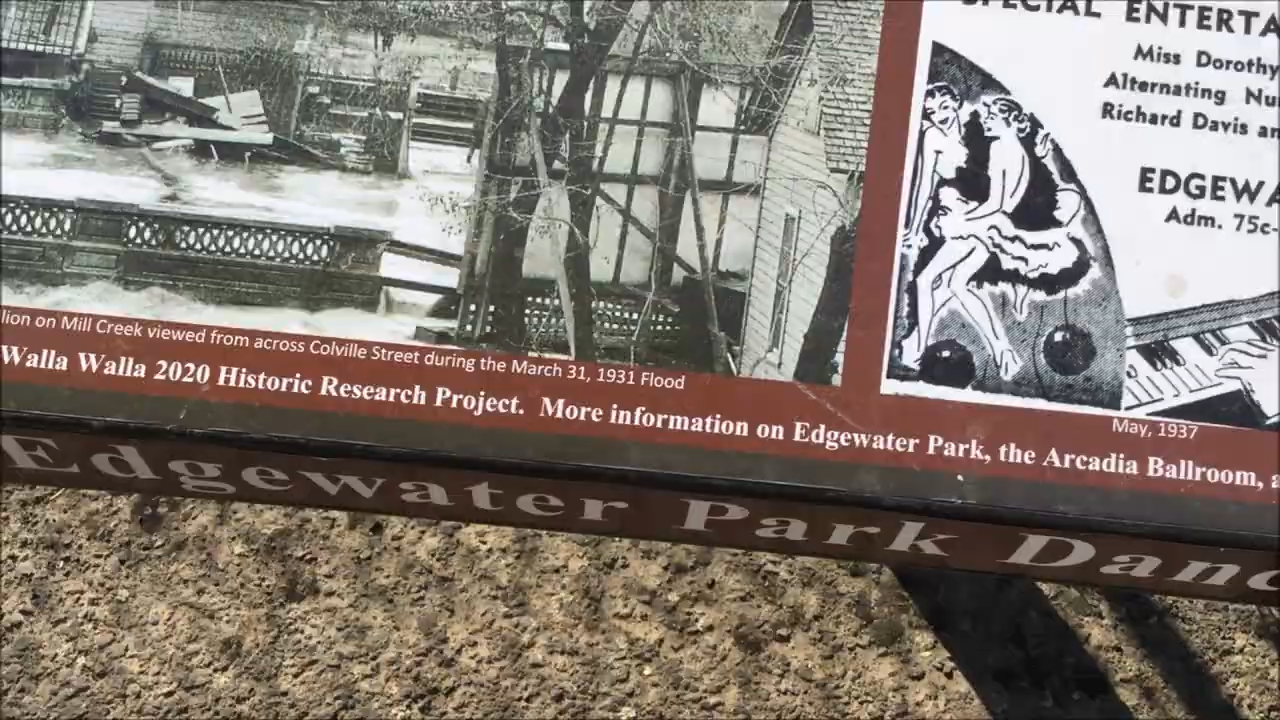 SPECIAL ENTERTA
Miss Dorothy
Alternating Nu
Richard Davis an
EDGEWA
Adm. 75c-
lion on Mill Creek viewed from across Colville Street during the March 31, 1931 Flood
May, 1937
Walla Walla 2020 Historic Research Project. More information on Edgewater Park, the Arcadia Ballroom, a
Edgewater Park Danc